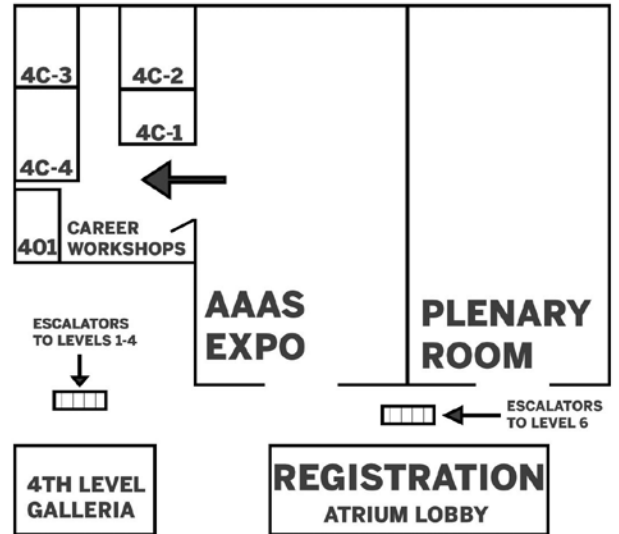 4C-3
4C-2
4C-1
4C-4
401
CAREER
WORKSHOPS
AAAS
EXPO
PLENARY
ROOM
ESCALATORS
TO LEVELS 1-4
ESCALATORS
TO LEVEL 6
4TH LEVEL
GALLERIA
REGISTRATION
ATRIUM LOBBY